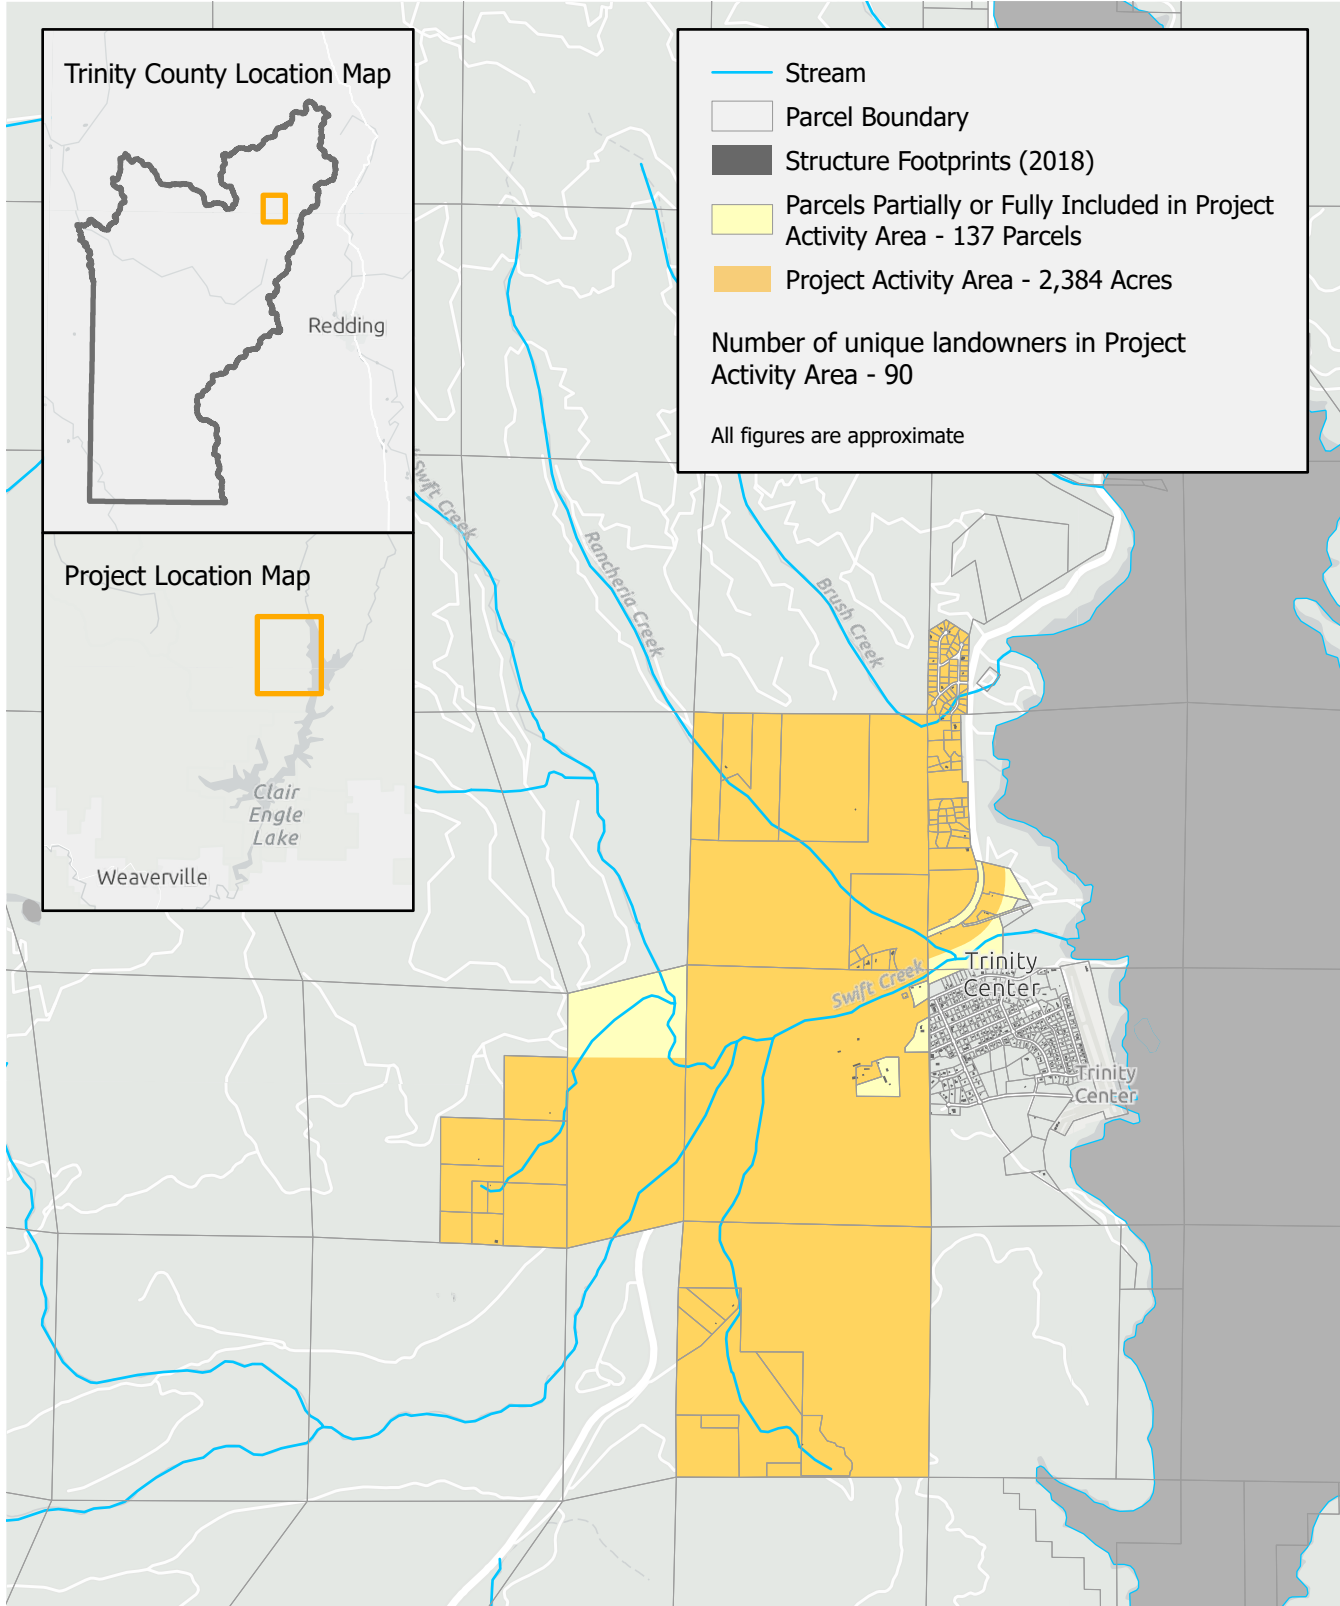 Trinity County Location Map
Redding
Project Location Map
Clair
Engle
Lake
Weaverville
Stream
Parcel Boundary
Structure Footprints (2018)
Parcels Partially or Fully Included in Project
Activity Area - 137 Parcels
Project Activity Area - 2,384 Acres
Number of unique landowners in Project
Activity Area - 90
All figures are approximate
Swift Creek
Rancheria Creek
Brush Creek
Swift Creek
Trinity
Center
Trinity
Center